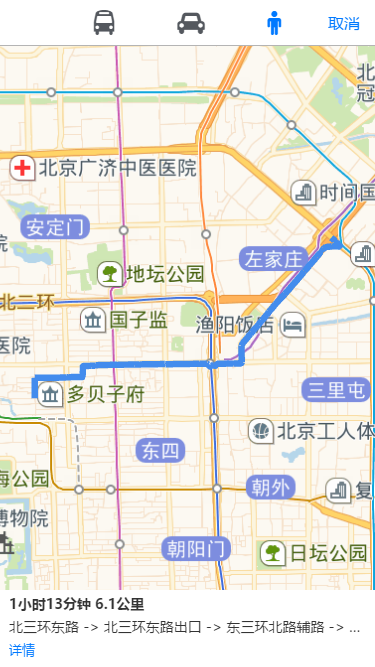 取消
北
冠
北京广济中医医院
时间国
安定门
院
左家庄
地坛公园
北二环
国子监
渔阳饭店
医院
多贝子府
三里屯
北京工人体
东四
海公园
朝外
复
博物院
朝阳门
日坛公园
1小时13分钟 6.1公里
北三环东路 -> 北三环东路出口 -> 东三环北路辅路 -> ...
详情